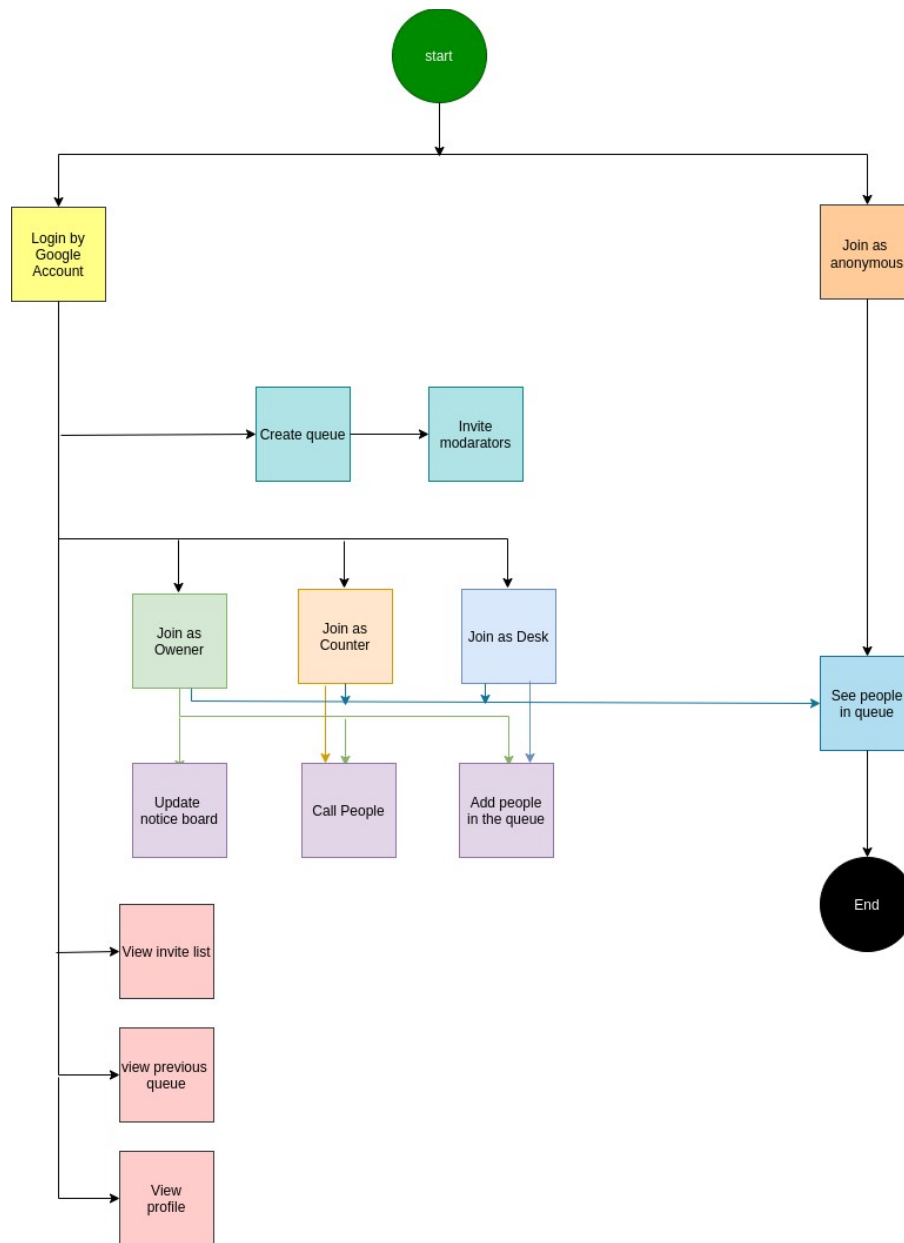 start
Login by
Google
Account
Join as
anonymous
Create queue
Invite
modarators
Join as
Owener
Join as
Counter
Join as Desk
See people
in queue
Update
notice board
Call People
Add people
in the queue
End
View invite list
view previous
queue
View
profile